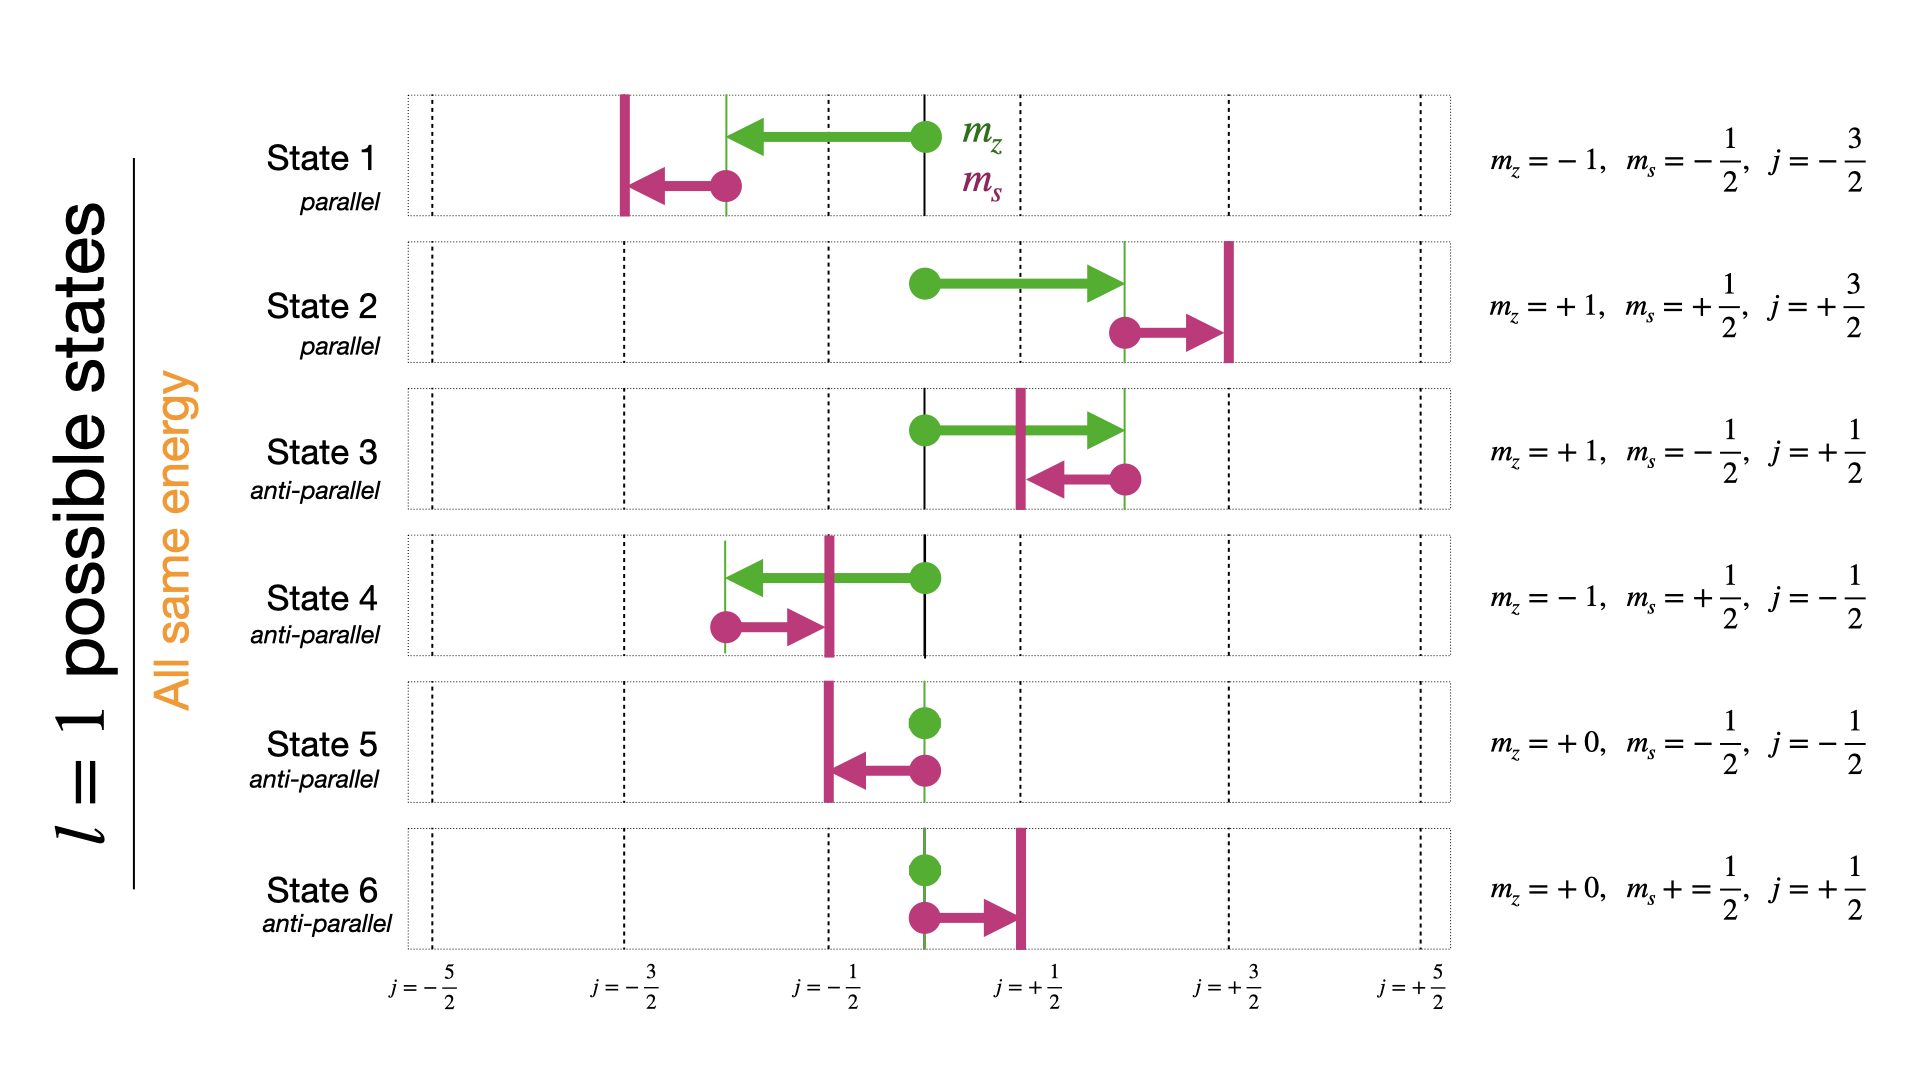 l = 1 possible states
All same energy
State 1
parallel
m_z
m_s
m_z = − 1, m_s = − 1/2, j = − 3/2
State 2
parallel
m_z = + 1, m_s = + 1/2, j = + 3/2
State 3
anti-parallel
m_z = + 1, m_s = − 1/2, j = + 1/2
State 4
anti-parallel
m_z = − 1, m_s = + 1/2, j = − 1/2
State 5
anti-parallel
m_z = + 0, m_s = − 1/2, j = − 1/2
State 6
anti-parallel
m_z = + 0, m_s + = 1/2, j = + 1/2
j = − 5/2 j = − 3/2 j = − 1/2 j = + 1/2 j = + 3/2 j = + 5/2